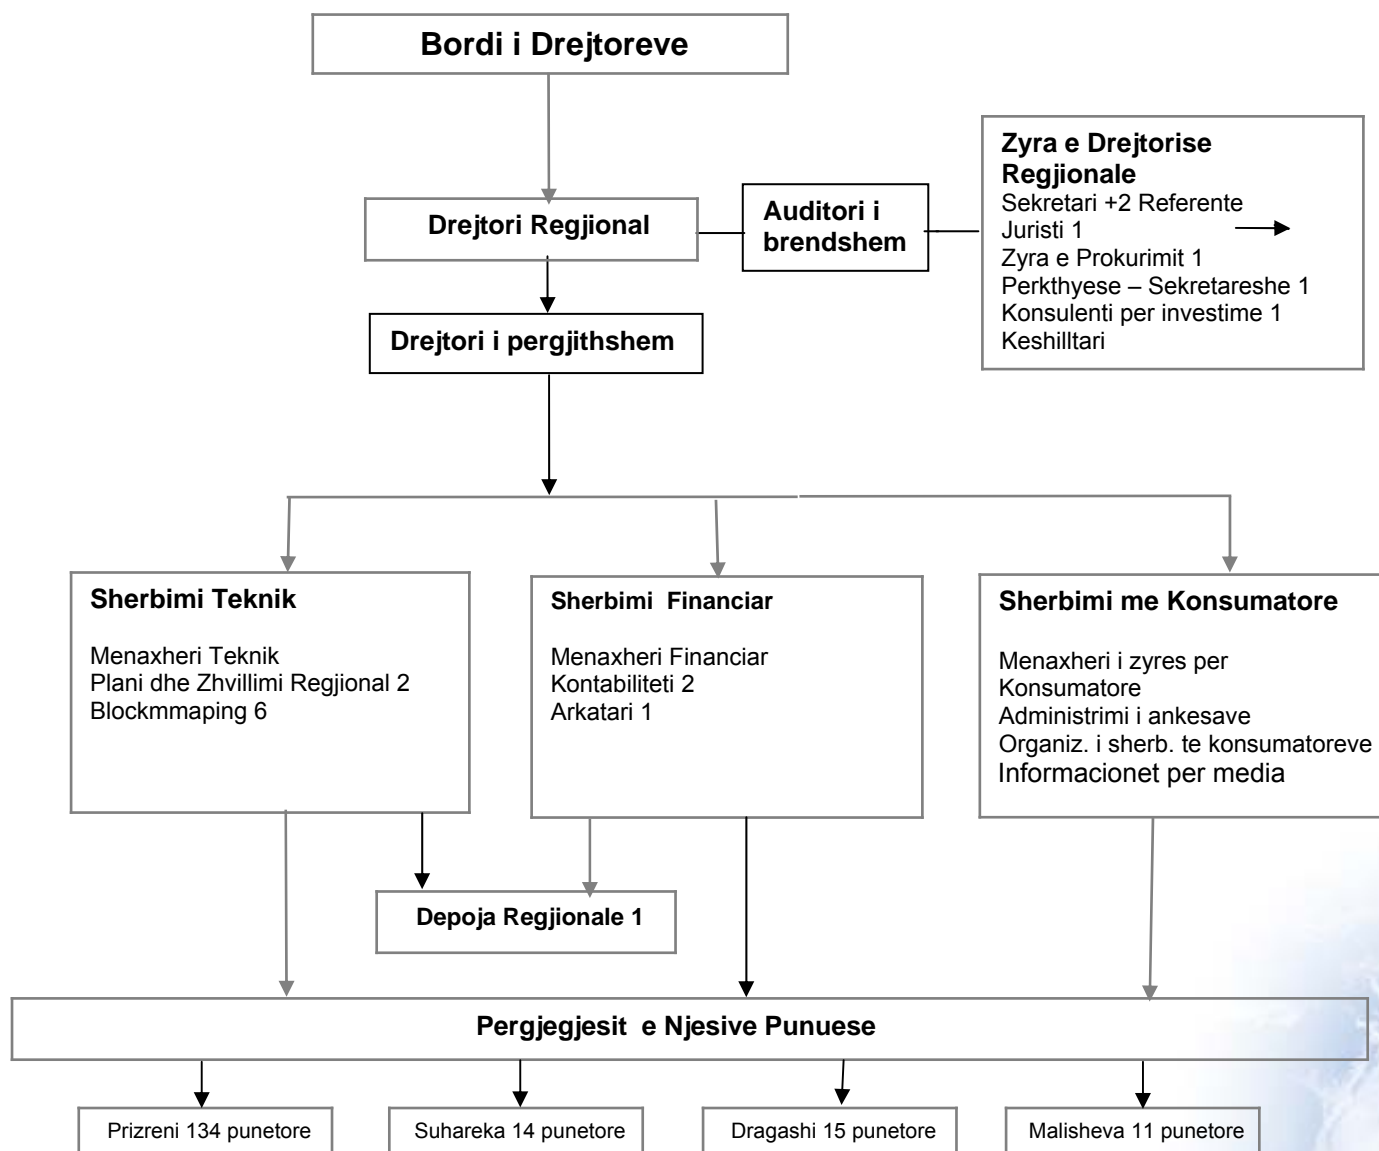 Bordi i Drejtoreve
Zyra e Drejtorise
Regjionale
Sekretari +2 Referente
Juristi 1
Zyra e Prokurimit 1
Perkthyese – Sekretareshe 1
Konsulenti per investime 1
Keshilltari
Drejtori Regjional
Auditori i
brendshem
Drejtori i pergjithshem
Sherbimi Teknik
Menaxheri Teknik
Plani dhe Zhvillimi Regjional 2
Blockmmaping 6
Sherbimi Financiar
Menaxheri Financiar
Kontabiliteti 2
Arkatari 1
Sherbimi me Konsumatore
Menaxheri i zyres per
Konsumatore
Administrimi i ankesave
Organiz. i sherb. te konsumatoreve
Informacionet per media
Depoja Regjionale 1
Pergjegjesit e Njesive Punuese
Prizreni 134 punetore
Suhareka 14 punetore
Dragashi 15 punetore
Malisheva 11 punetore